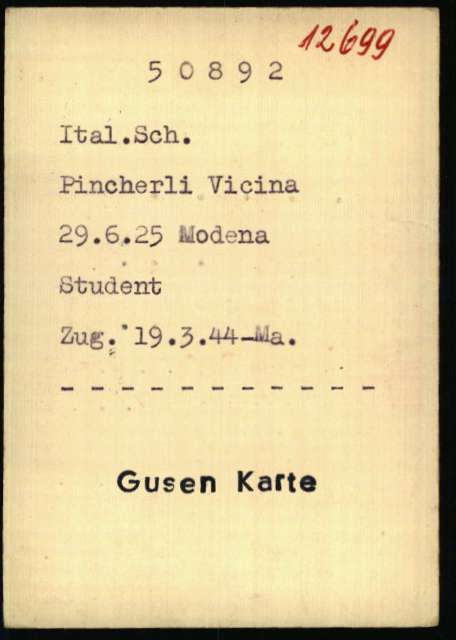 12699
50892
Ital.Sch.
Pincherli Vicina
29.6.25 Modena
Student
Zug. 19.3.44-Ma.
- - - - - - - - - - -
Gusen Karte